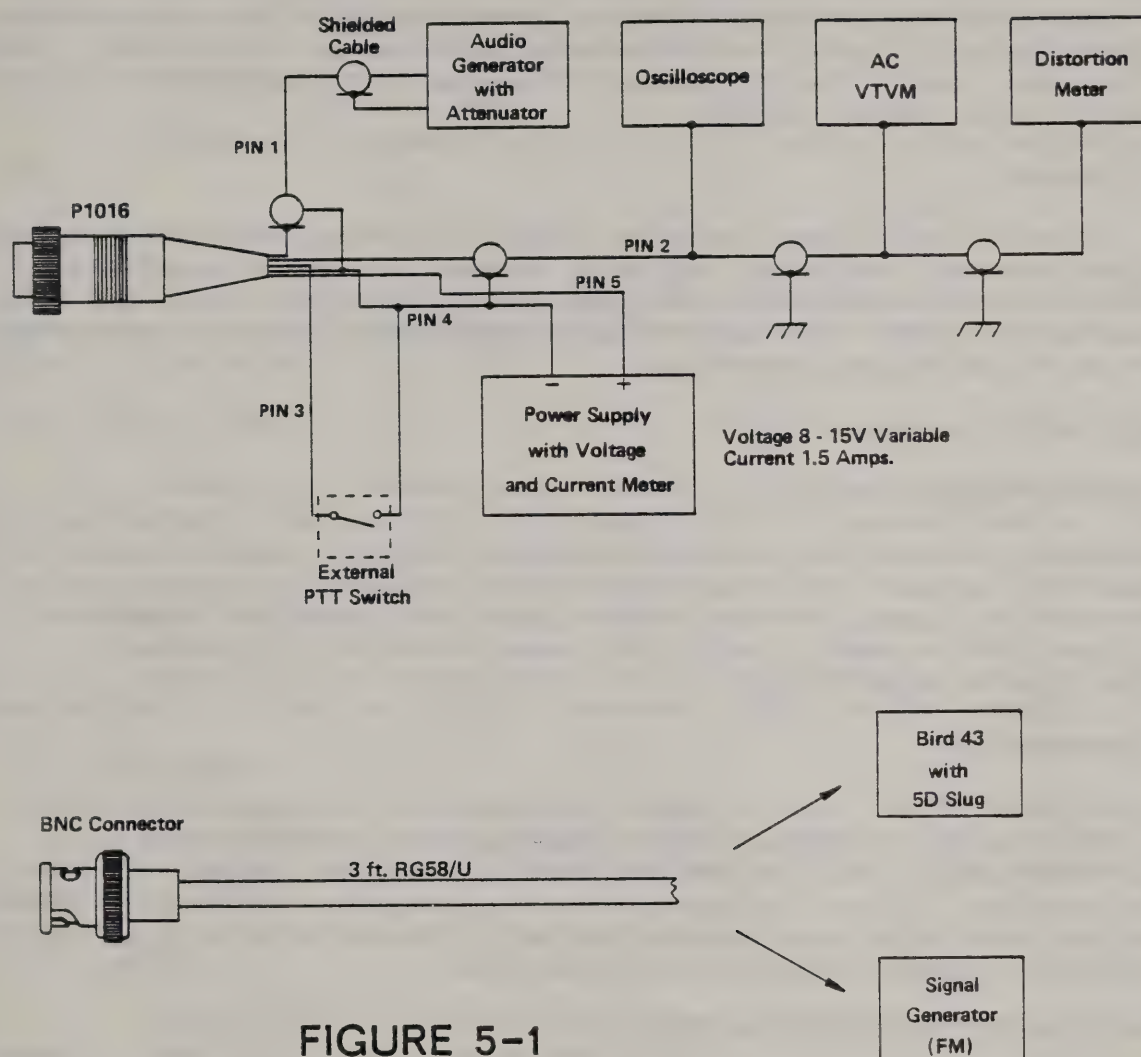 Shielded
Cable
Audio
Generator
with
Attenuator
Oscilloscope
AC
VTVM
Distortion
Meter
PIN 1
P1016
PIN 2
PIN 5
PIN 4
PIN 3
Power Supply
with Voltage
and Current Meter
Voltage 8 - 15V Variable
Current 1.5 Amps.
External
PTT Switch
- +
BNC Connector
3 ft. RG58/U
Bird 43
with
5D Slug
Signal
Generator
(FM)
FIGURE 5-1